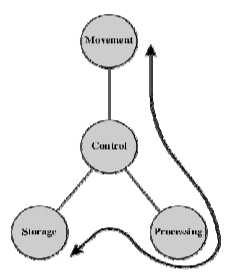 Movement
Control
Storage
Processing